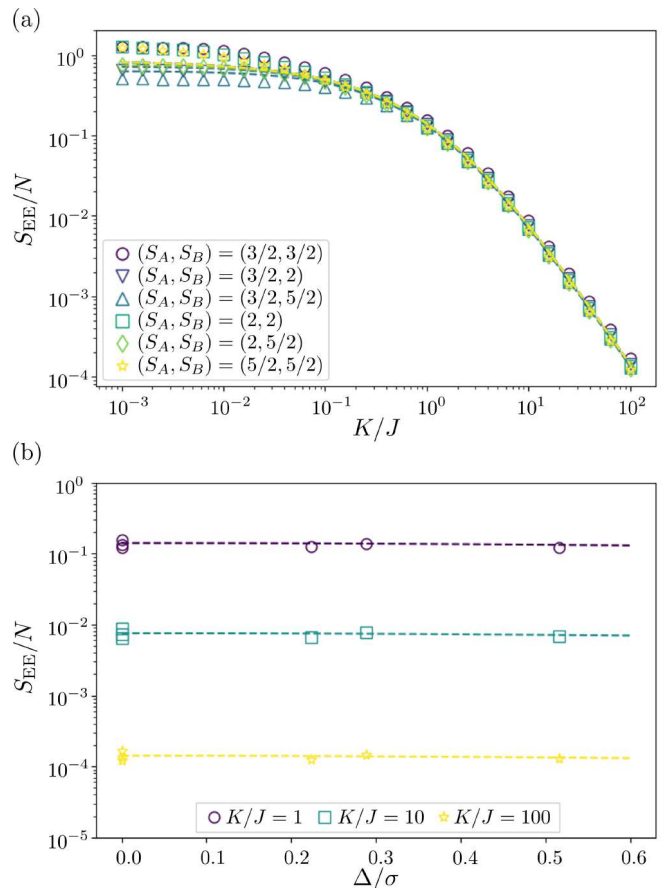 (a)
10^0
10^{-1}
10^{-2}
10^{-3}
10^{-4}
S_EE/N
(S_A, S_B) = (3/2, 3/2)
(S_A, S_B) = (3/2, 2)
(S_A, S_B) = (3/2, 5/2)
(S_A, S_B) = (2, 2)
(S_A, S_B) = (2, 5/2)
(S_A, S_B) = (5/2, 5/2)
10^{-3} 10^{-2} 10^{-1} 10^0 10^1 10^2
K/J
(b)
10^0
10^{-1}
10^{-2}
10^{-3}
10^{-4}
10^{-5}
S_EE/N
K/J = 1 K/J = 10 K/J = 100
0.0 0.1 0.2 0.3 0.4 0.5 0.6
Δ/σ